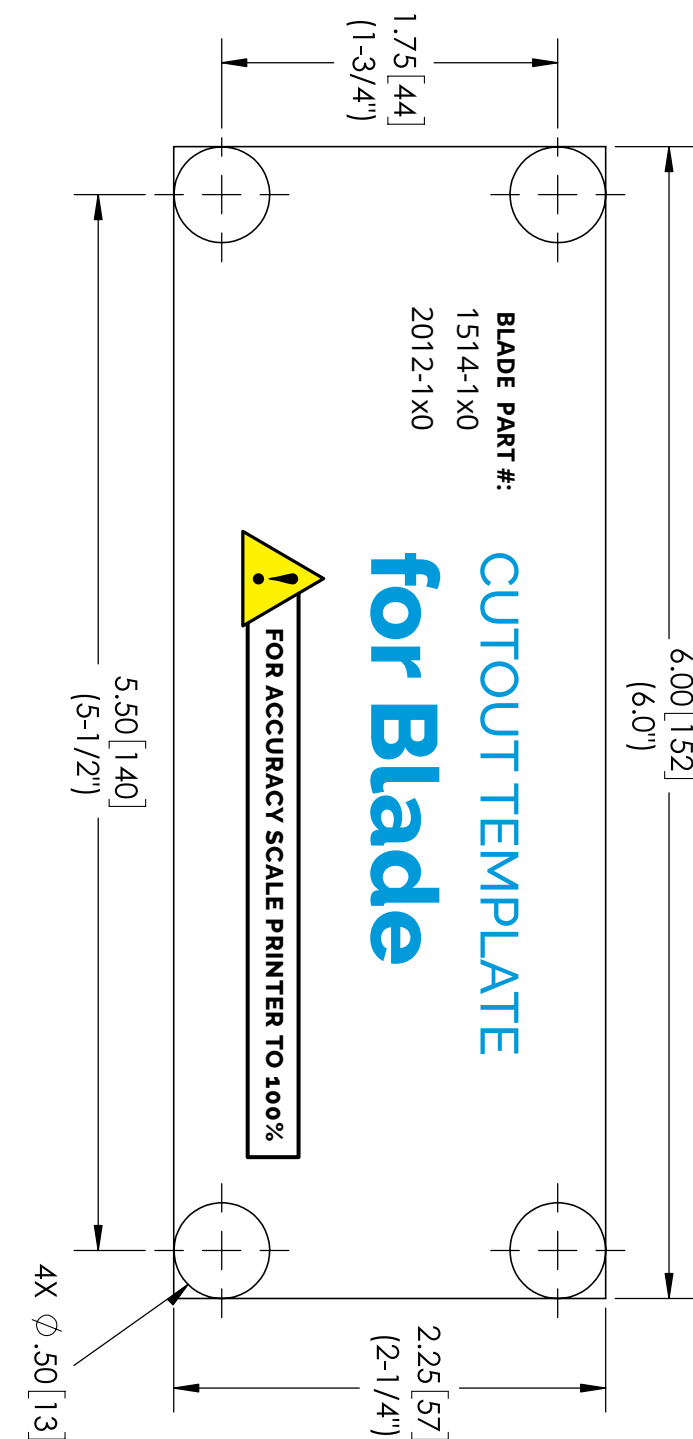 6.00[152]
(6.0")
1.75[44]
(1-3/4")
BLADE PART #:
1514-1x0
2012-1x0
CUTOUT TEMPLATE
for Blade
!
FOR ACCURACY SCALE PRINTER TO 100%
2.25[57]
(2-1/4")
5.50[140]
(5-1/2")
4X ∅ .50[13]